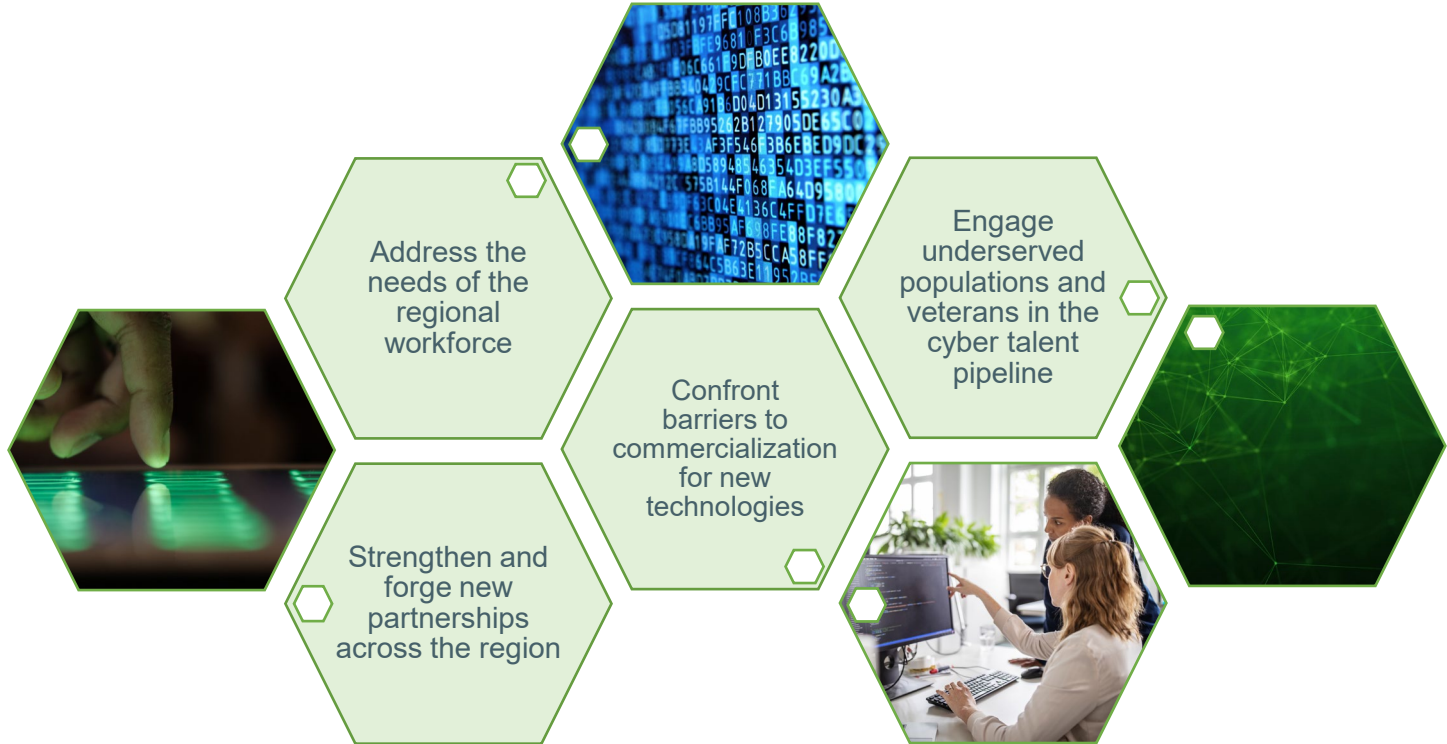 Address the
needs of the
regional
workforce
Strengthen and
forge new
partnerships
across the region
Confront
barriers to
commercialization
for new
technologies
Engage
underserved
populations and
veterans in the
cyber talent
pipeline